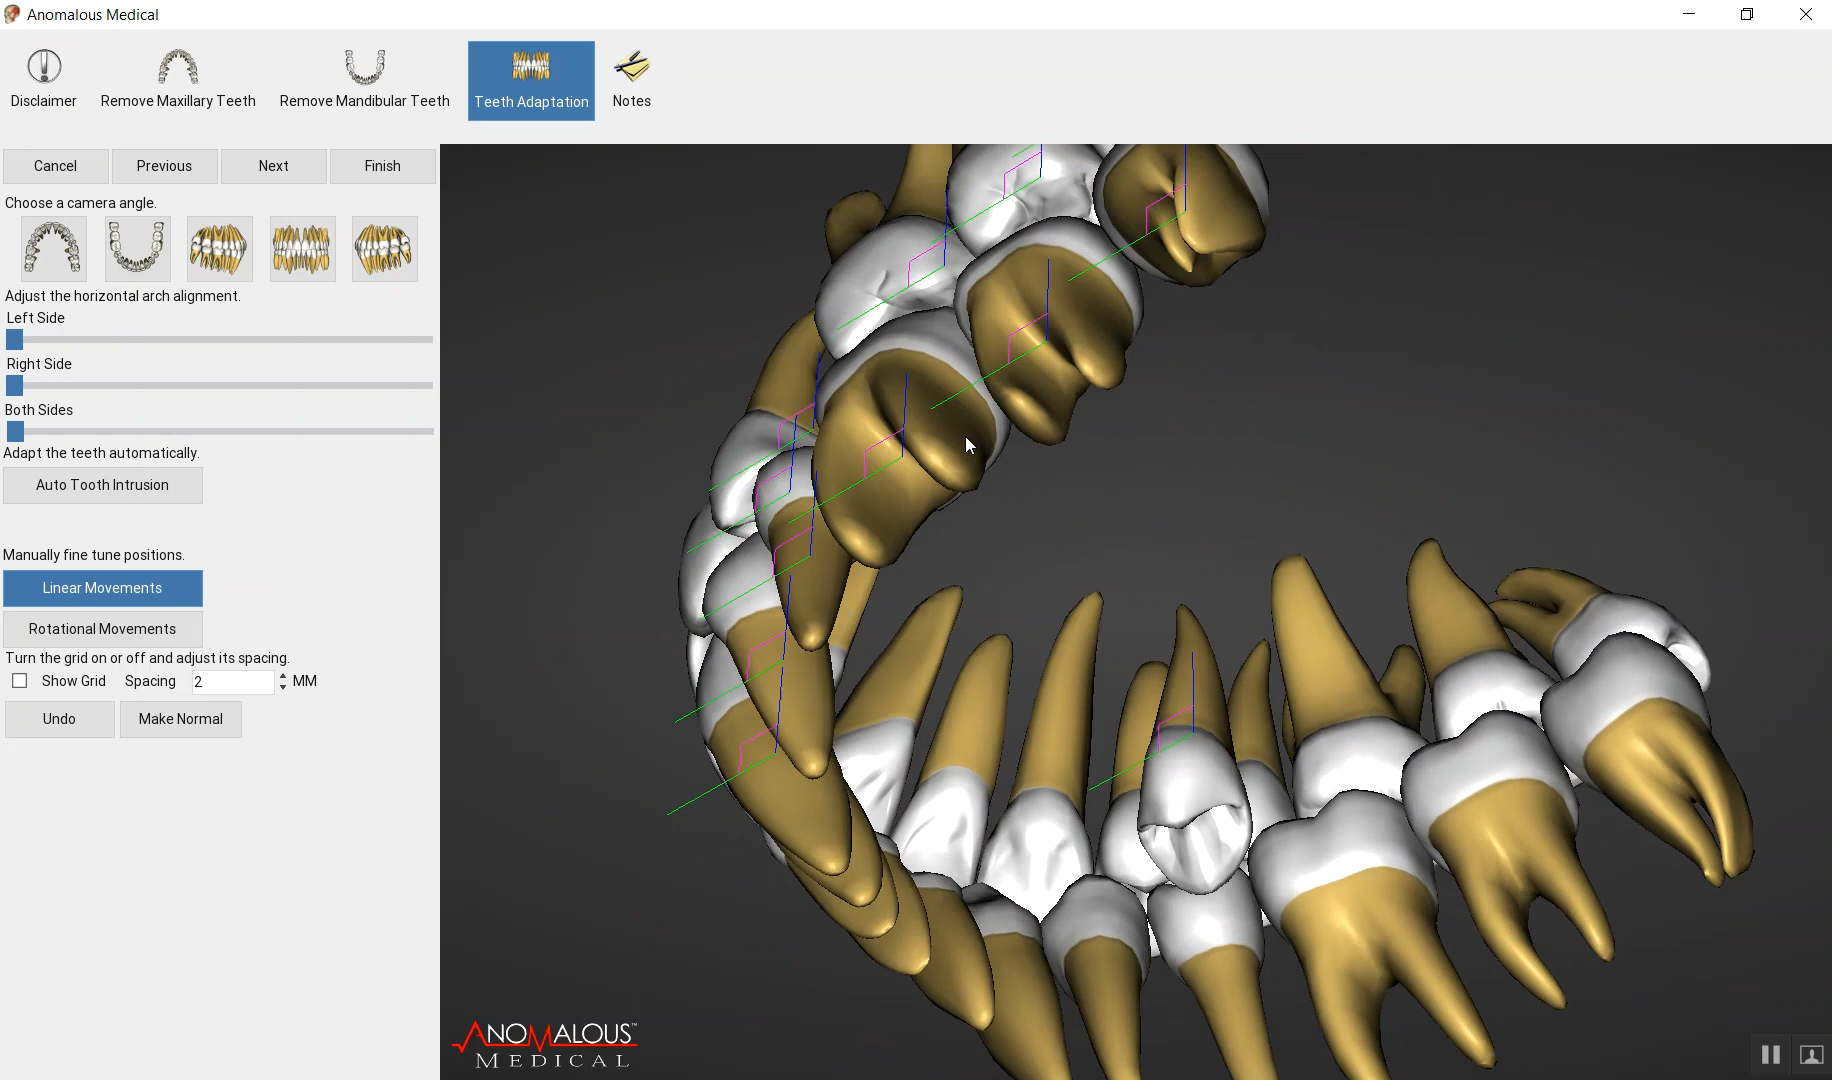 Anomalous Medical
Disclaimer
Remove Maxillary Teeth
Remove Mandibular Teeth
Teeth Adaptation
Notes
Cancel
Previous
Next
Finish
Choose a camera angle.
Adjust the horizontal arch alignment.
Left Side
Right Side
Both Sides
Adapt the teeth automatically.
Auto Tooth Intrusion
Manually fine tune positions.
Linear Movements
Rotational Movements
Turn the grid on or off and adjust its spacing.
Show Grid Spacing 2 MM
Undo
Make Normal
ANOMALOUS™
MEDICAL